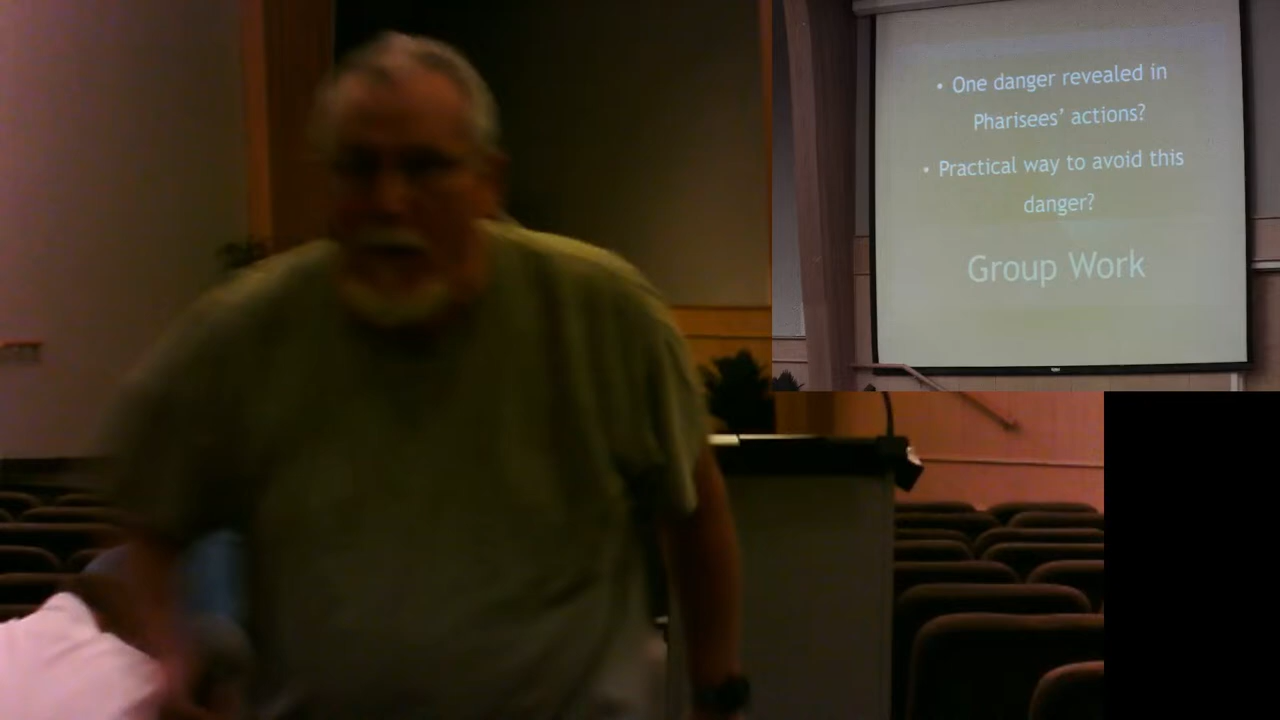 • One danger revealed in
Pharisees' actions?
• Practical way to avoid this
danger?
Group Work